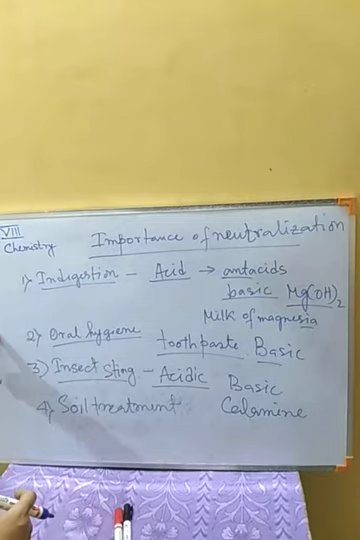 VIII
Chemistry
Importance of neutralization
1) Indigestion - Acid → antacids
basic Mg(OH)2
Milk of magnesia
2) Oral hygiene toothpaste Basic
3) Insect sting - Acidic Basic
4) Soil treatment Calamine